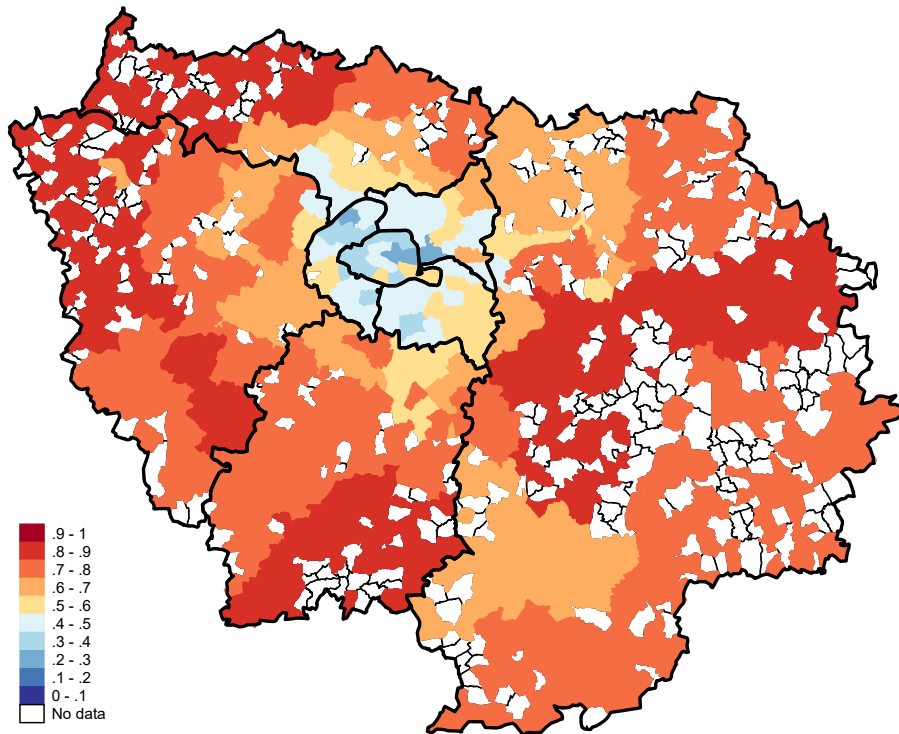 .9 - 1
.8 - .9
.7 - .8
.6 - .7
.5 - .6
.4 - .5
.3 - .4
.2 - .3
.1 - .2
0 - .1
No data